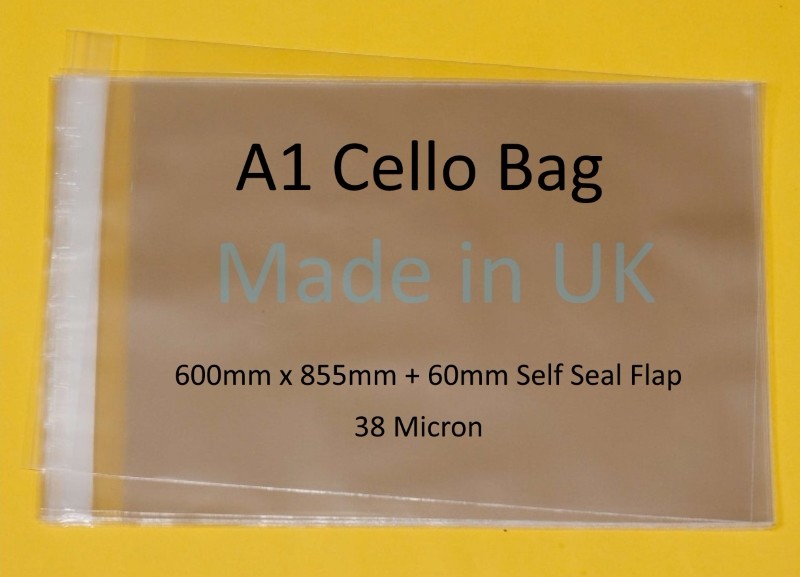 A1 Cello Bag
Made in UK
600mm x 855mm + 60mm Self Seal Flap
38 Micron